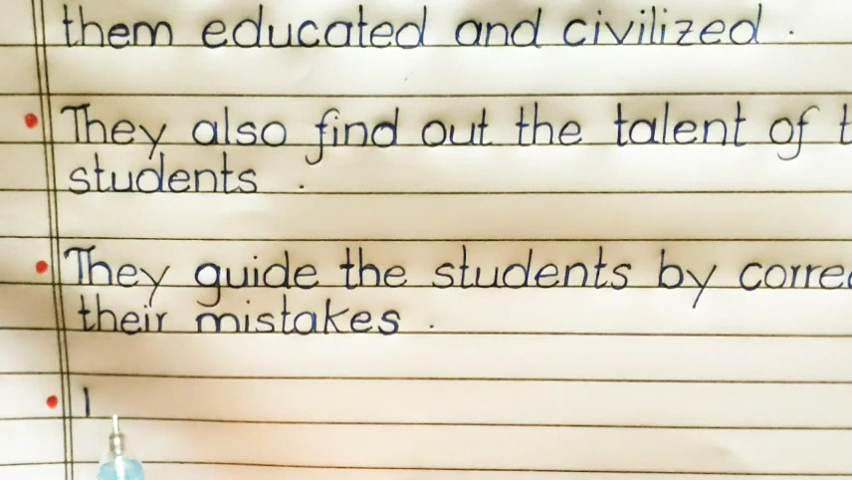 them educated and civilized .
They also find out the talent of
students .
They guide the students by
their mistakes .